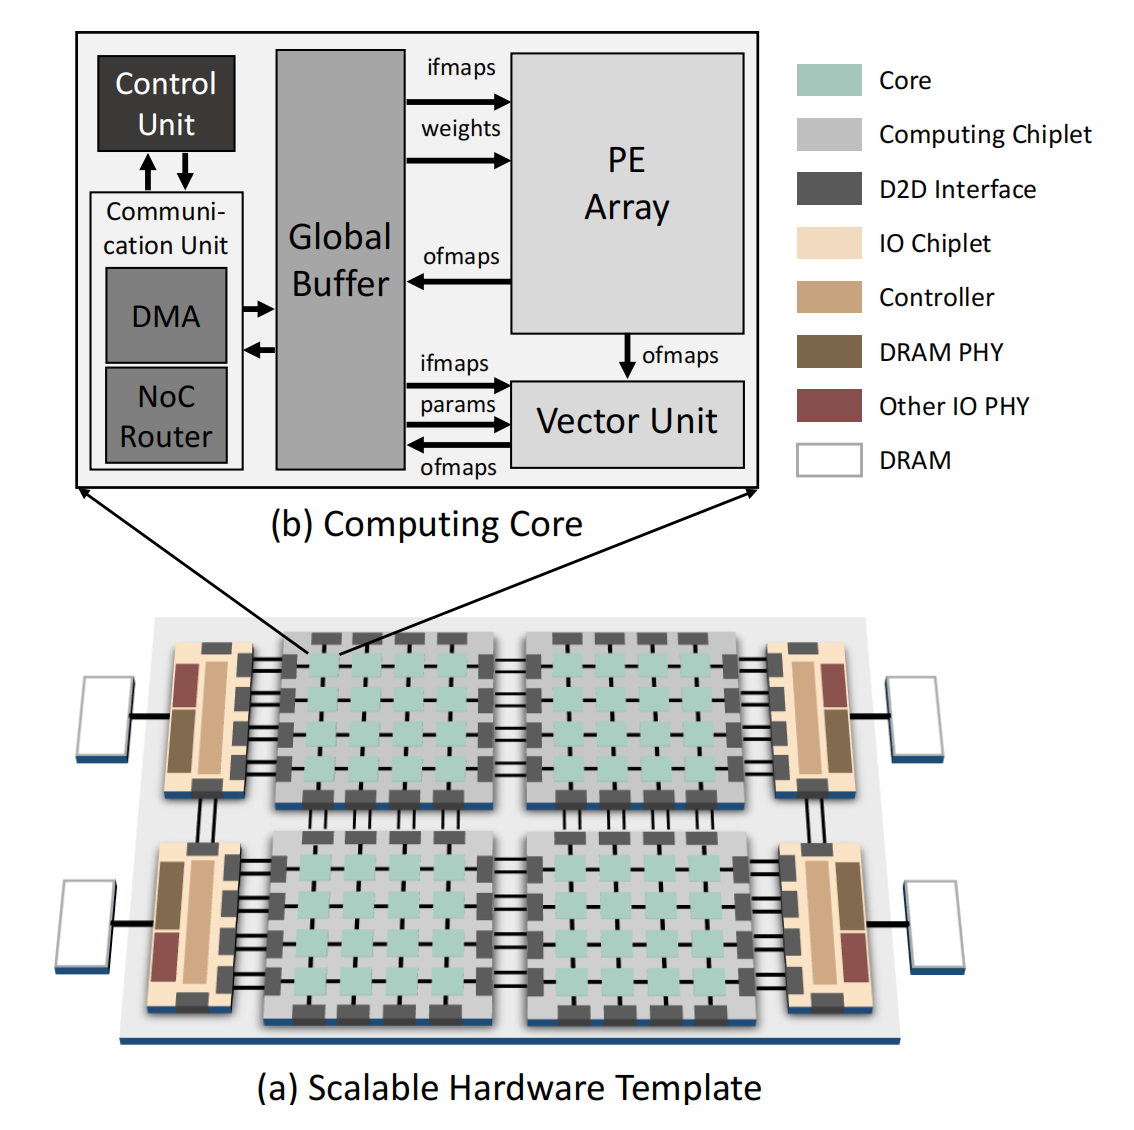 Control
Unit
Communi-
cation Unit
DMA
NoC
Router
Global
Buffer
ifmaps
weights
ofmaps
ifmaps
params
ofmaps
PE
Array
ofmaps
Vector Unit
(b) Computing Core
Core
Computing Chiplet
D2D Interface
IO Chiplet
Controller
DRAM PHY
Other IO PHY
DRAM
(a) Scalable Hardware Template